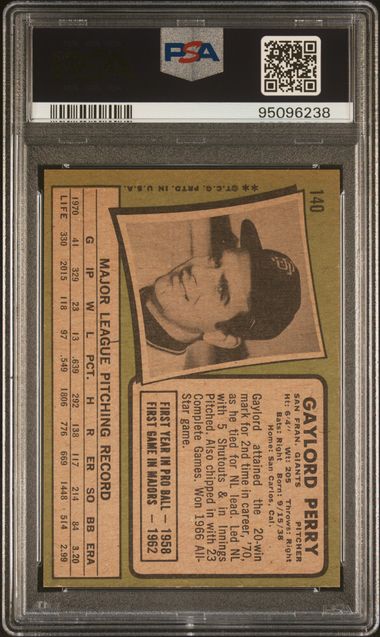 PSA
95096238
140
**©T.C.G. PRTD. IN U.S.A.
GAYLORD PERRY
SAN FRAN. GIANTS PITCHER
Ht: 6'4" Wt: 205 Throws: Right
Bats: Right Born: 9/15/38
Home: San Carlos, Cal.
Gaylord attained the 20-win
mark for 2nd time in career, '70,
as he tied for NL lead. Led NL
with 5 Shutouts & in Innings
Pitched. Also chipped in with 23
Complete Games. Won 1966 All-
Star game.
FIRST YEAR IN PRO BALL — 1958
FIRST GAME IN MAJORS — 1962
MAJOR LEAGUE PITCHING RECORD
G IP W L PCT. H R ER SO BB ERA
1970 41 329 23 13 .639 292 138 117 214 84 3.20
LIFE 330 2015 118 97 .549 1806 776 669 1448 514 2.99